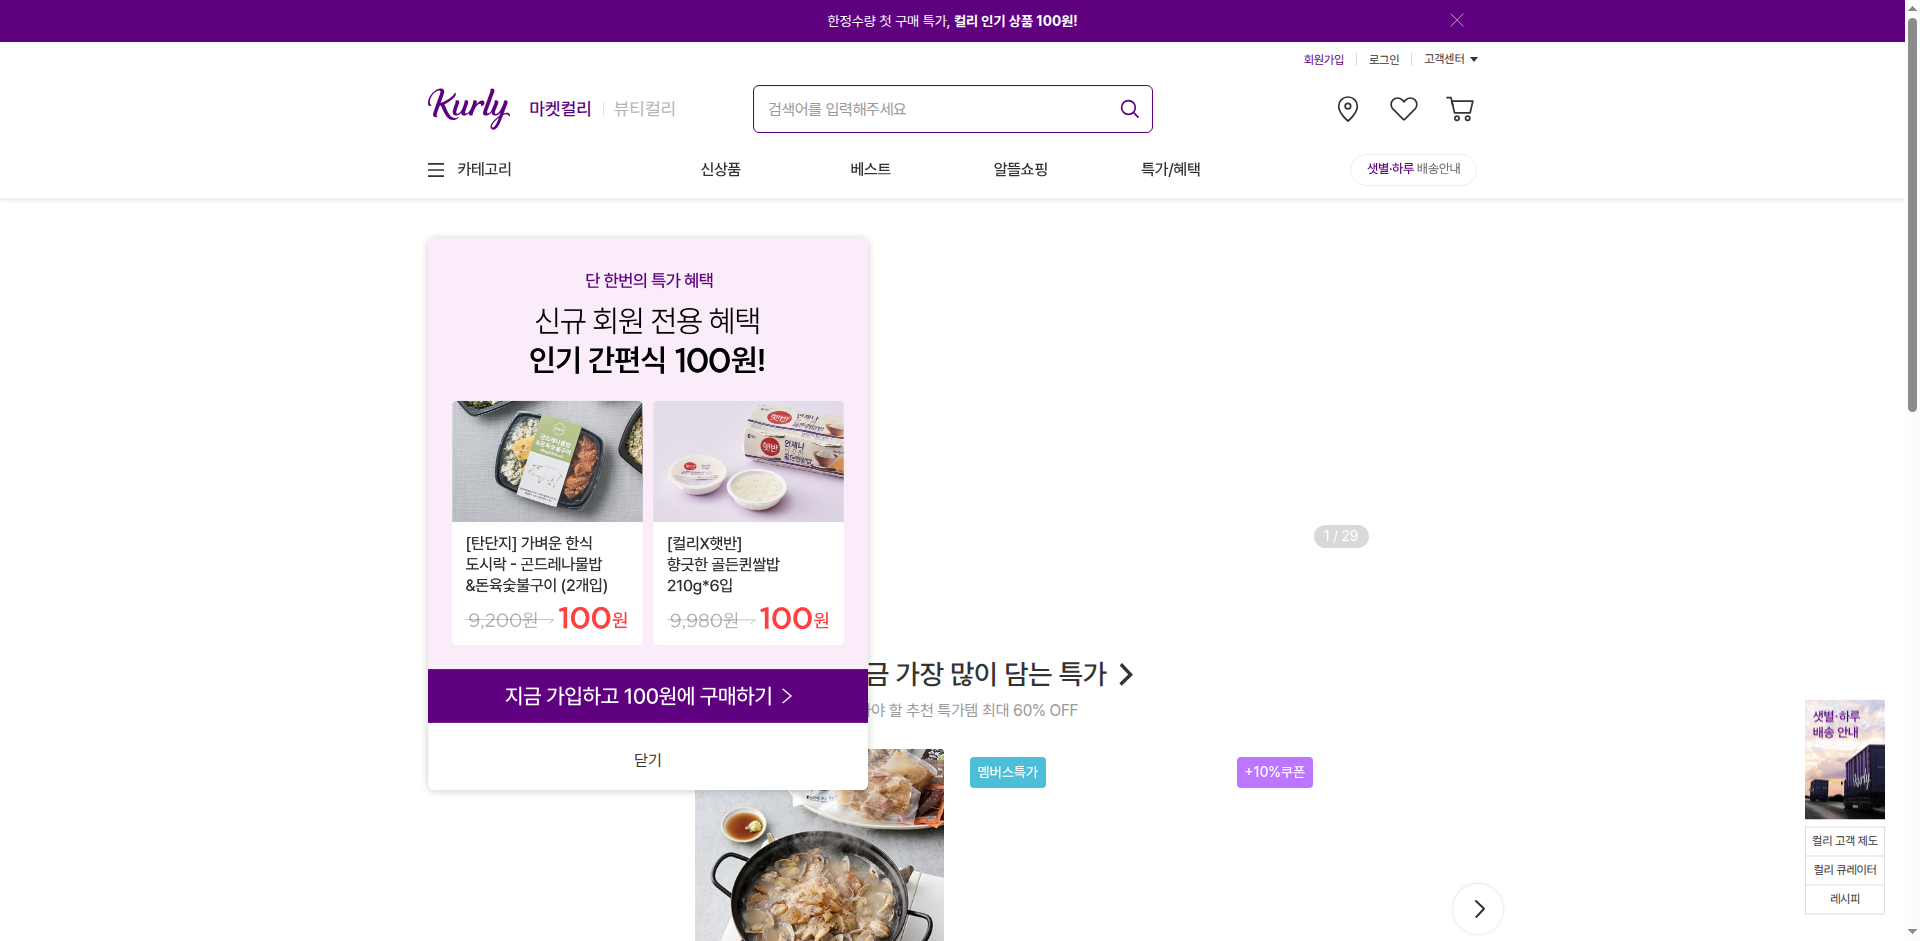 한정수량 첫 구매 특가, 컬리 인기 상품 100원!
회원가입 로그인 고객센터
Kurly 마켓컬리 뷰티컬리
검색어를 입력해주세요
카테고리 신상품 베스트 알뜰쇼핑 특가/혜택 샛별·하루 배송안내
단 한번의 특가 혜택
신규 회원 전용 혜택
인기 간편식 100원!
[탄단지] 가벼운 한식
도시락 - 곤드레나물밥
&돈육숯불구이 (2개입)
9,200원 100원
[컬리X햇반]
향긋한 골든퀸쌀밥
210g*6입
9,980원 100원
지금 가입하고 100원에 구매하기
닫기
1 / 29
금 가장 많이 담는 특가
야 할 추천 특가템 최대 60% OFF
멤버스특가
+10%쿠폰
샛별·하루
배송 안내
Kurly
컬리 고객 제도
컬리 큐레이터
레시피